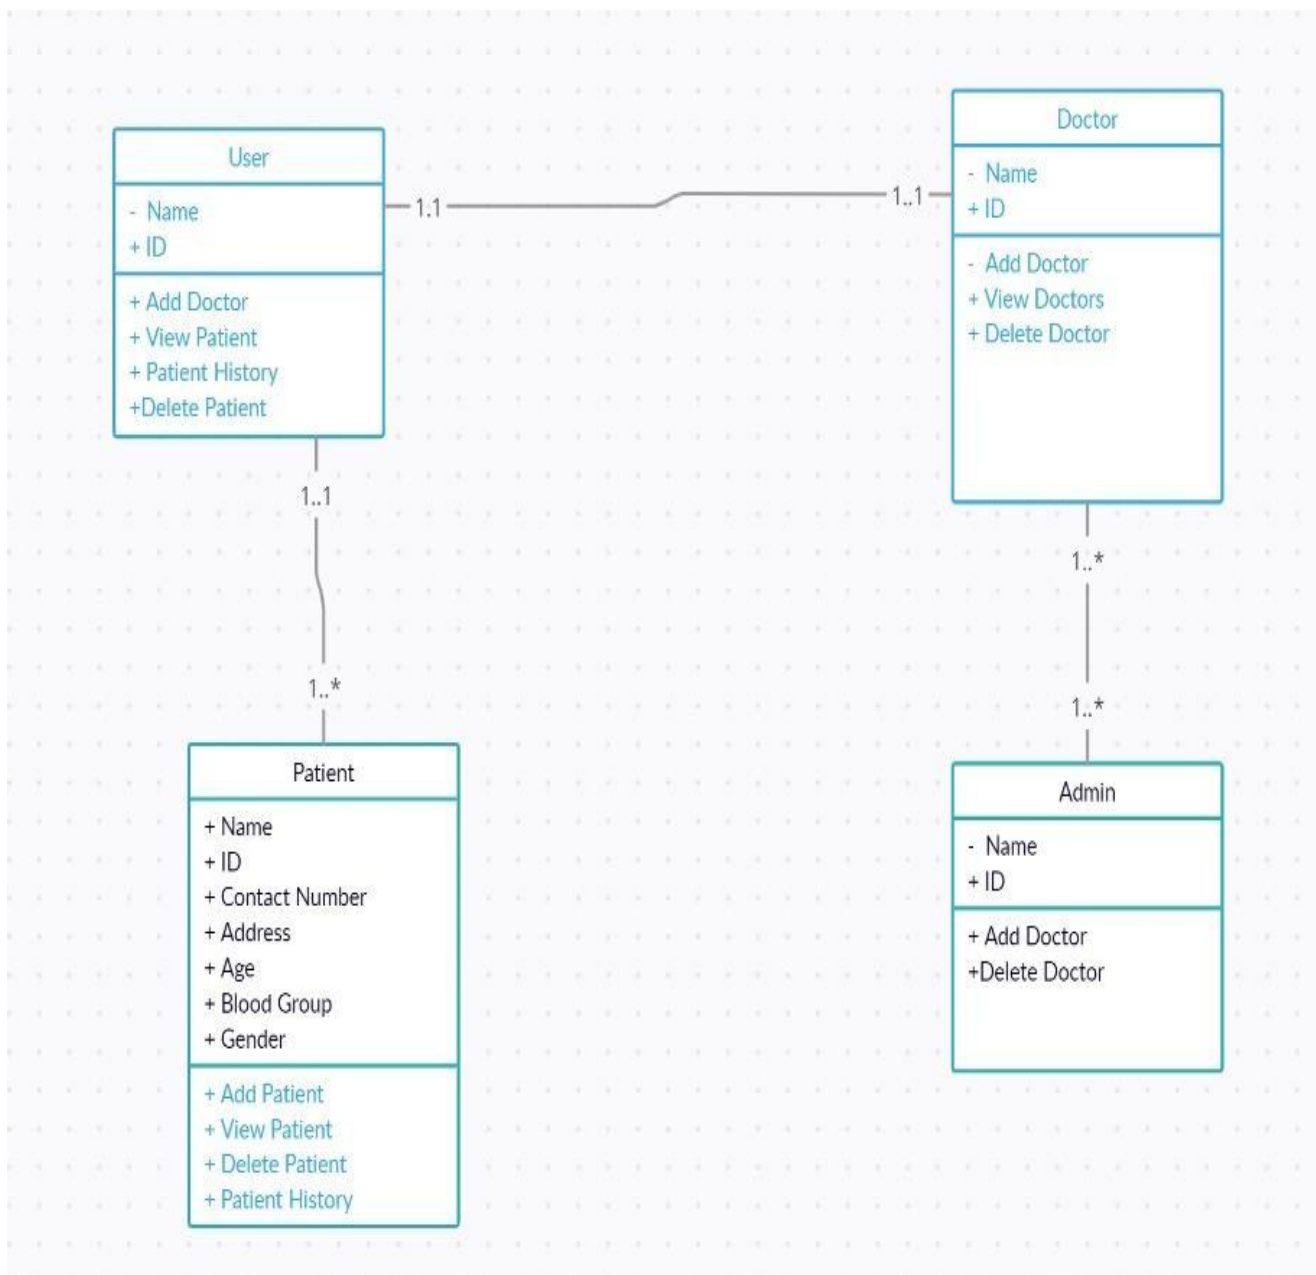 User
- Name
+ ID
+ Add Doctor
+ View Patient
+ Patient History
+Delete Patient
1.1
1..1
Doctor
- Name
+ ID
- Add Doctor
+ View Doctors
+ Delete Doctor
1..1
1..*
1..*
1..*
Patient
+ Name
+ ID
+ Contact Number
+ Address
+ Age
+ Blood Group
+ Gender
+ Add Patient
+ View Patient
+ Delete Patient
+ Patient History
Admin
- Name
+ ID
+ Add Doctor
+Delete Doctor